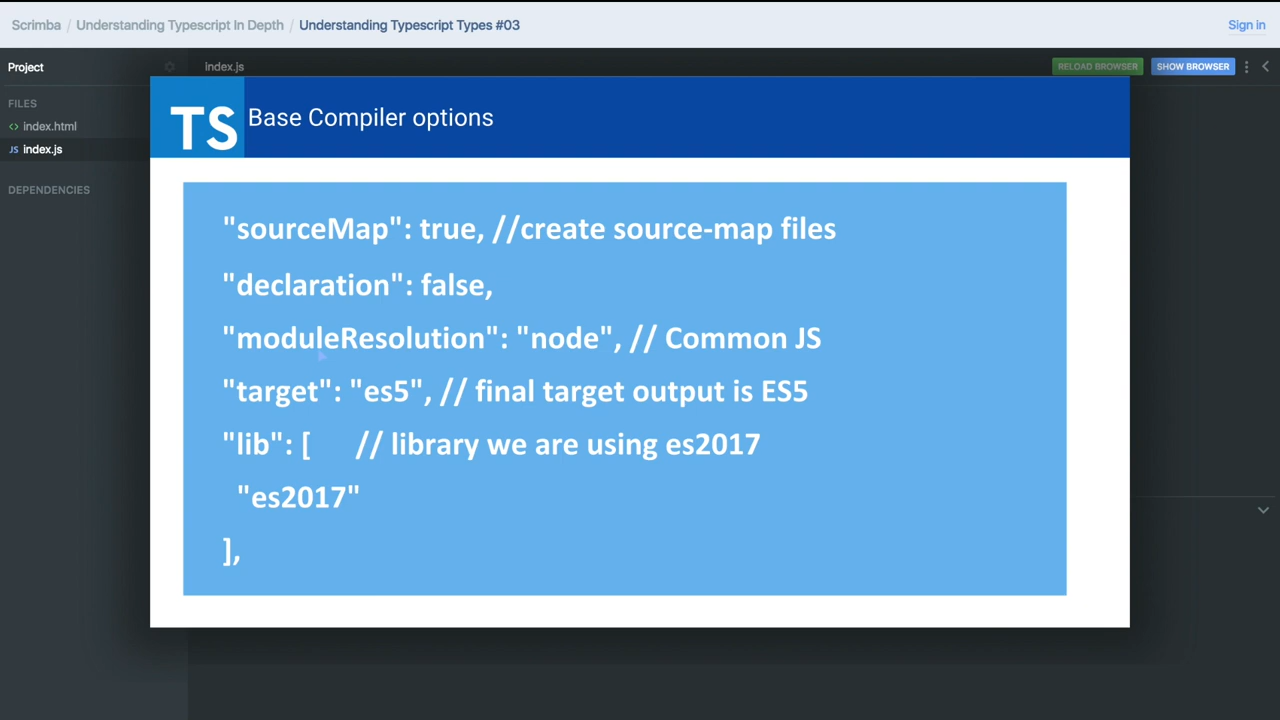 Scrimba / Understanding Typescript In Depth / Understanding Typescript Types #03
Sign in
Project
index.js
RELOAD BROWSER
SHOW BROWSER
FILES
<> index.html
JS index.js
DEPENDENCIES
TS
Base Compiler options
"sourceMap": true, //create source-map files
"declaration": false,
"moduleResolution": "node", // Common JS
"target": "es5", // final target output is ES5
"lib": [ // library we are using es2017
"es2017"
],